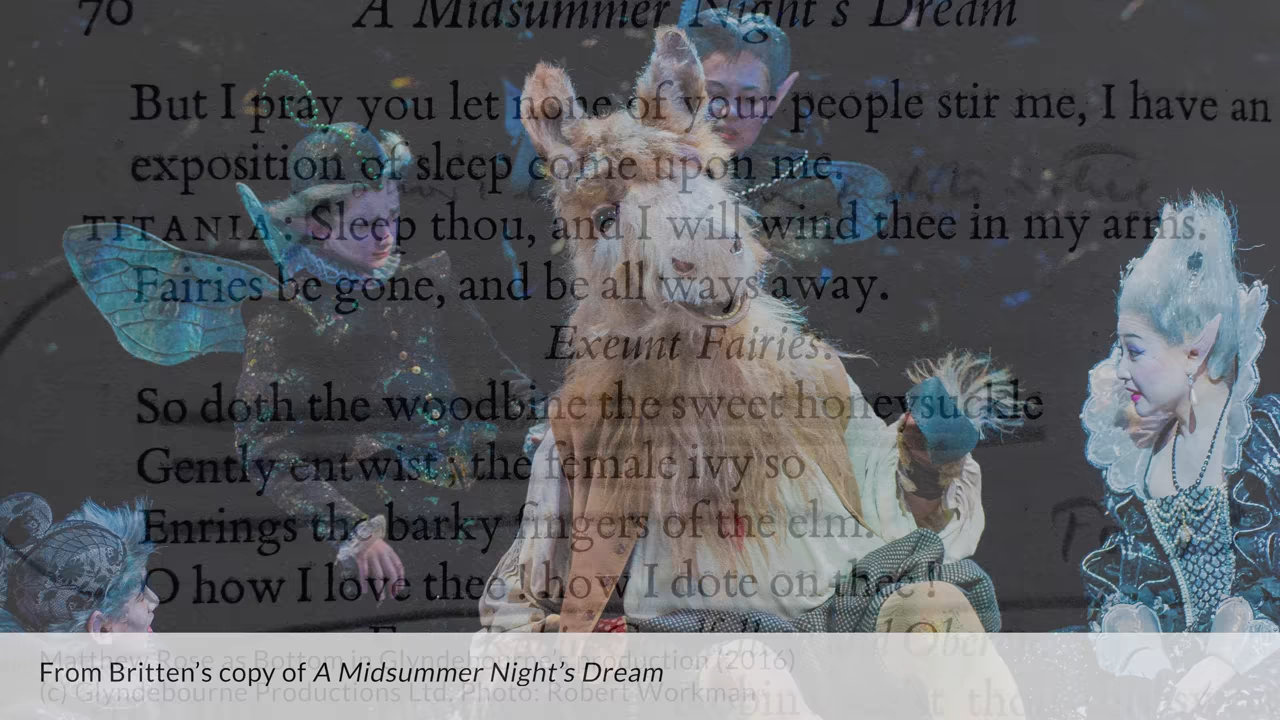 70 A Midsummer Night's Dream
But I pray you let none of your people stir me, I have an
exposition of sleep come upon me.
TITANIA: Sleep thou, and I will wind thee in my arms.
Fairies be gone, and be all ways away.
Exeunt Fairies.
So doth the woodbine the sweet honeysuckle
Gently entwist; the female ivy so
Enrings the barky fingers of the elm.
O how I love thee! how I dote on thee!
Matthew Rose as Bottom in Glyndebourne's production (2016)
From Britten's copy of A Midsummer Night's Dream
(c) Glyndebourne Productions Ltd. Photo: Robert Workman